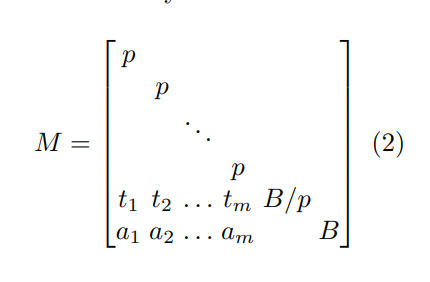 p
p
⋱
M = (2)
p
t₁ t₂ … tₘ B/p
a₁ a₂ … aₘ B